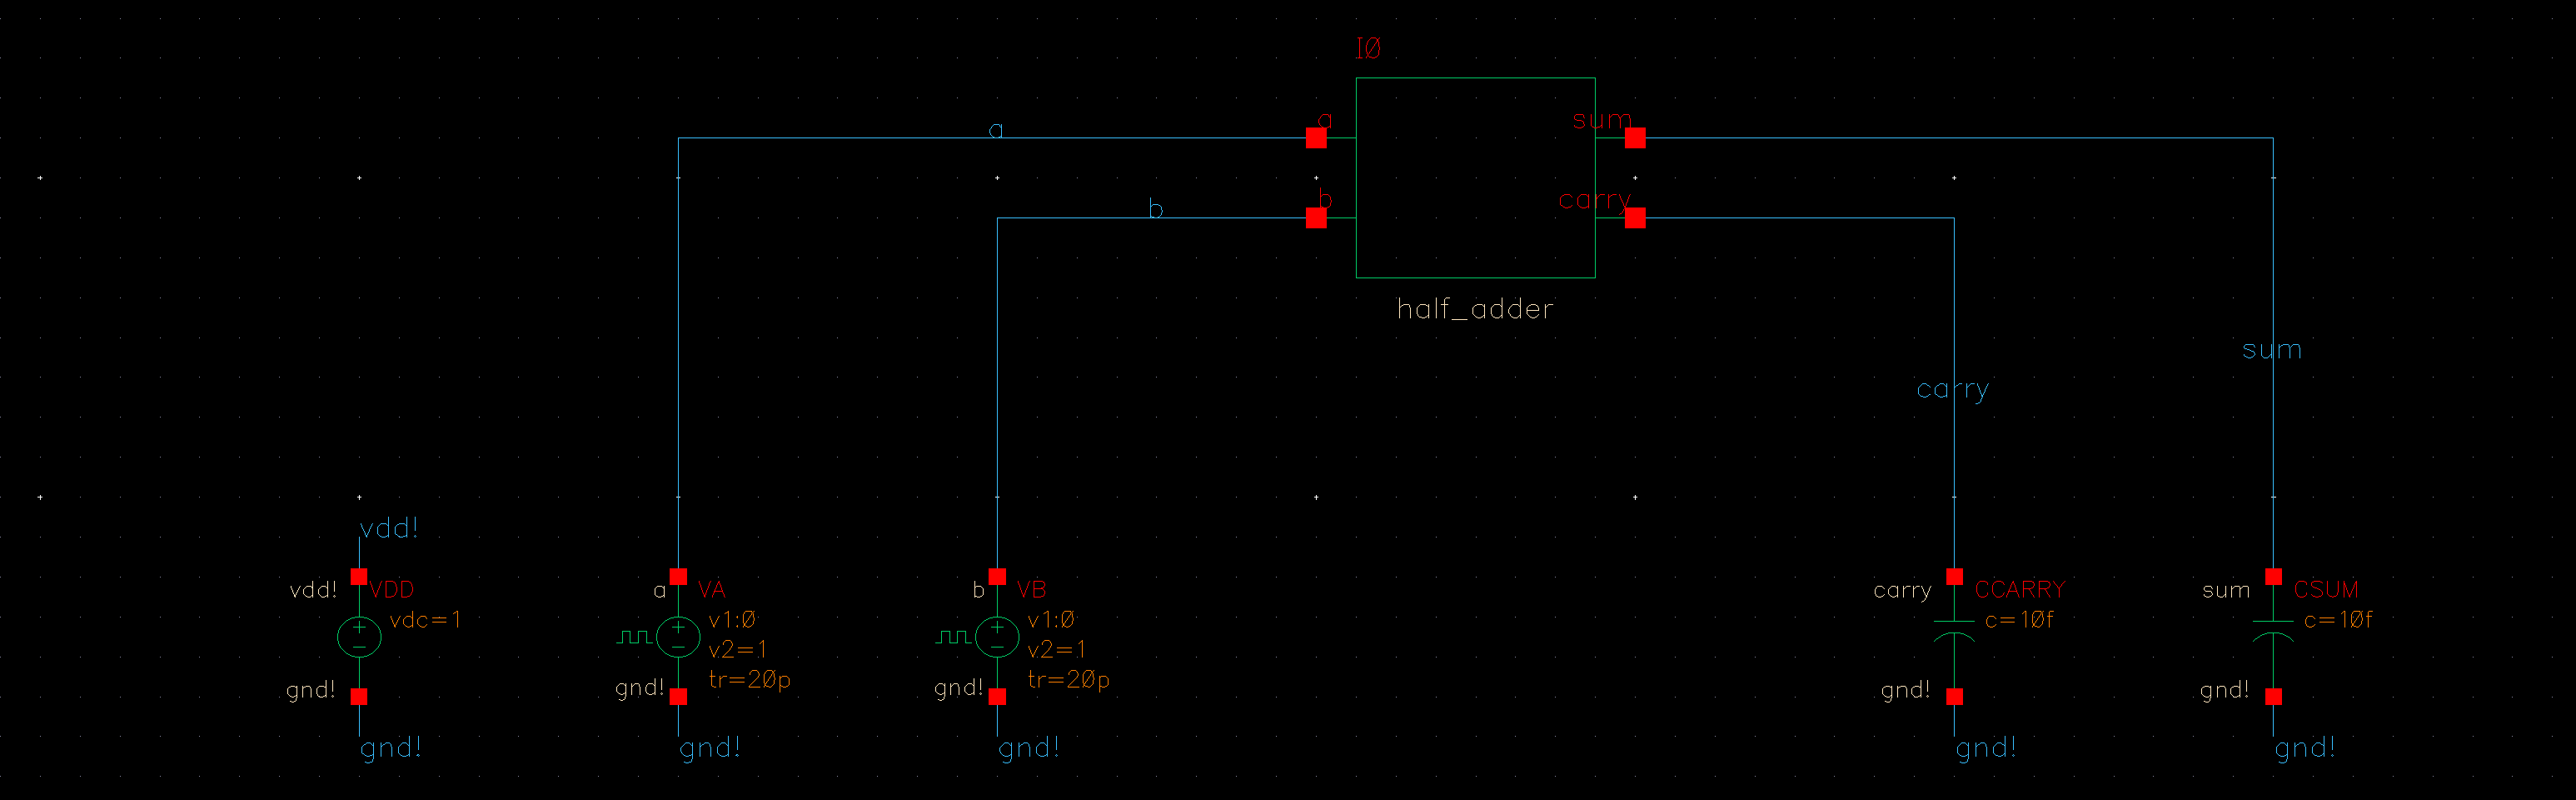 I0
a
a
sum
b
b
carry
half_adder
sum
carry
vdd!
vdd!
VDD
vdc=1
gnd!
gnd!
a
VA
v1:0
v2=1
tr=20p
gnd!
gnd!
b
VB
v1:0
v2=1
tr=20p
gnd!
gnd!
carry
CCARRY
c=10f
gnd!
gnd!
sum
CSUM
c=10f
gnd!
gnd!